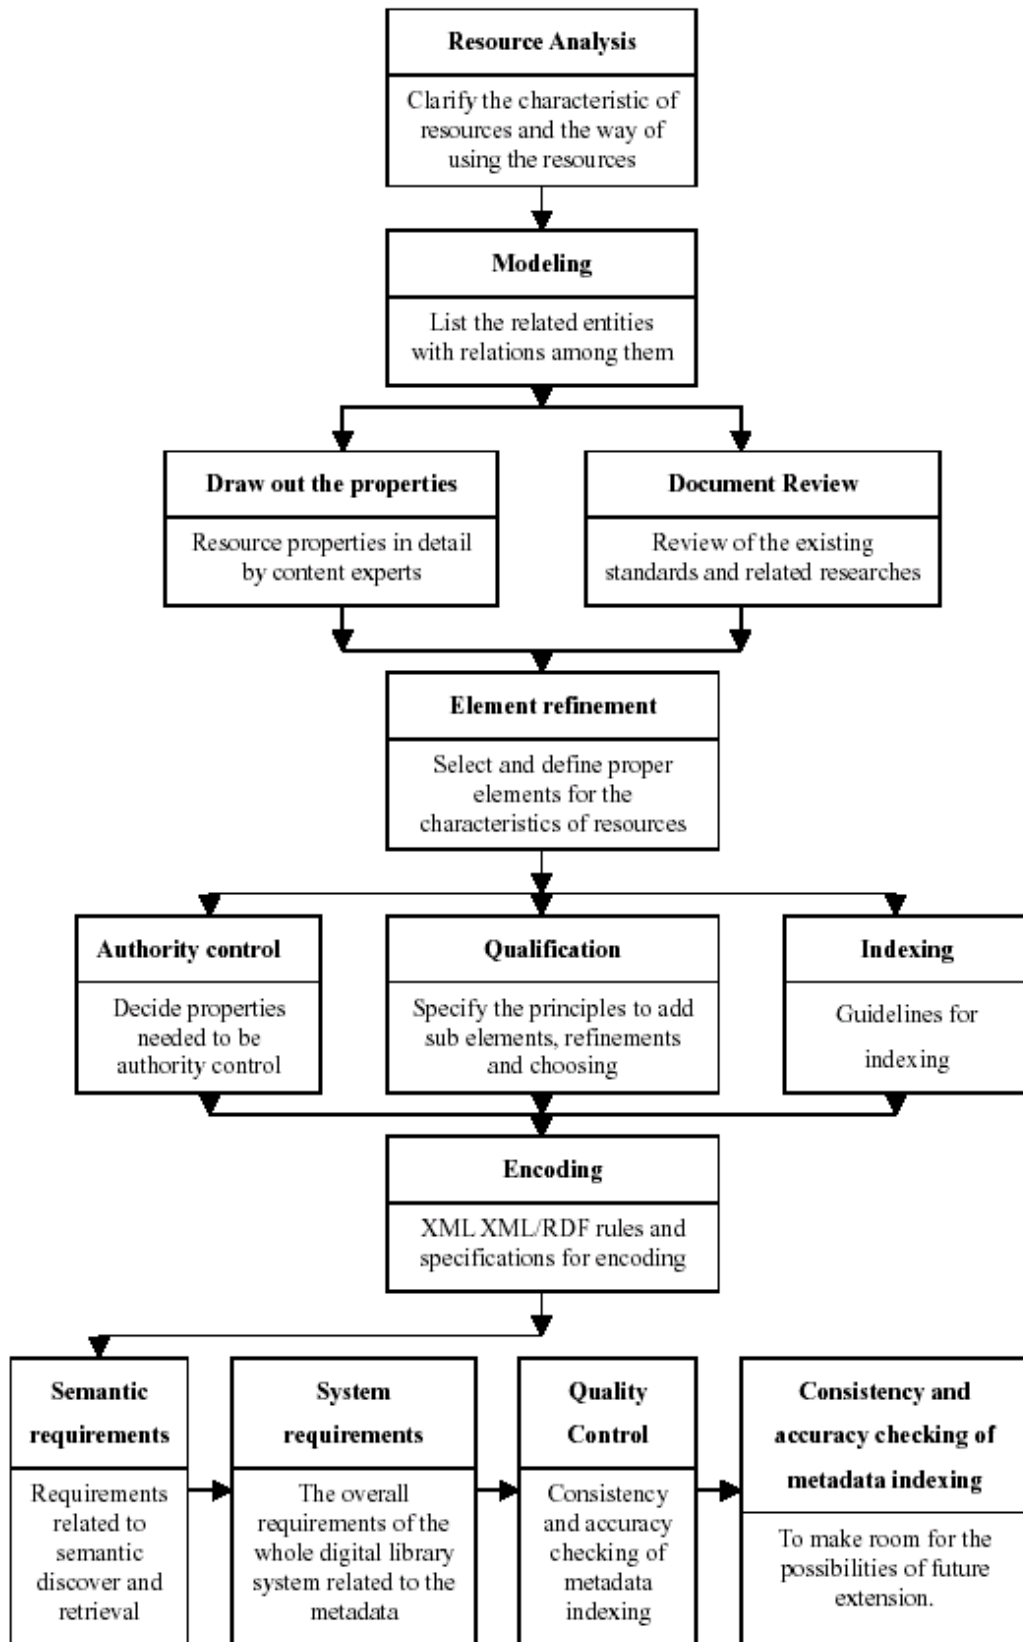 Resource Analysis
Clarify the characteristic of
resources and the way of
using the resources
Modeling
List the related entities
with relations among them
Draw out the properties
Resource properties in detail
by content experts
Document Review
Review of the existing
standards and related researches
Element refinement
Select and define proper
elements for the
characteristics of resources
Authority control
Decide properties
needed to be
authority control
Qualification
Specify the principles to add
sub elements, refinements
and choosing
Indexing
Guidelines for
indexing
Encoding
XML XML/RDF rules and
specifications for encoding
Semantic
requirements
Requirements
related to
semantic
discover and
retrieval
System
requirements
The overall
requirements of the
whole digital library
system related to the
metadata
Quality
Control
Consistency
and accuracy
checking of
metadata
indexing
Consistency and
accuracy checking of
metadata indexing
To make room for the
possibilities of future
extension.